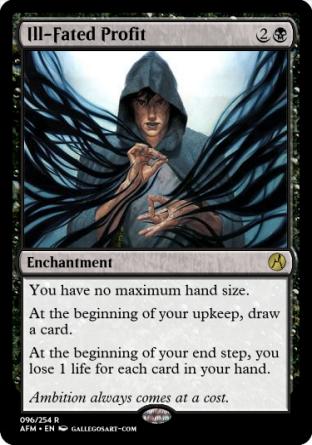 Ill-Fated Profit 2
Enchantment
You have no maximum hand size.
At the beginning of your upkeep, draw
a card.
At the beginning of your end step, you
lose 1 life for each card in your hand.
Ambition always comes at a cost.
096/254 R
AFM • EN GALLEGOSART-COM